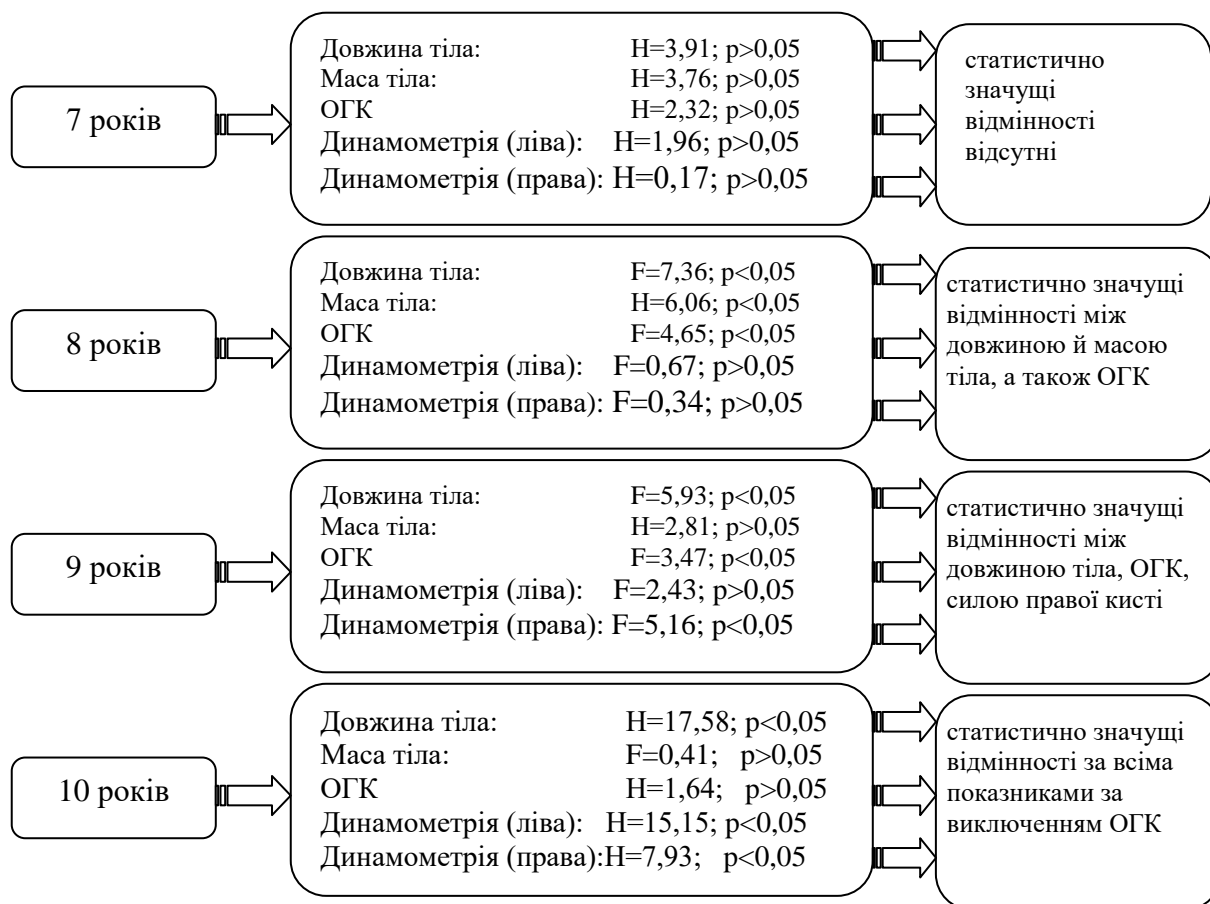 7 років
Довжина тіла: H=3,91; p>0,05
Маса тіла: H=3,76; p>0,05
ОГК H=2,32; p>0,05
Динамометрія (ліва): H=1,96; p>0,05
Динамометрія (права): H=0,17; p>0,05
статистично
значущі
відмінності
відсутні
8 років
Довжина тіла: F=7,36; p<0,05
Маса тіла: H=6,06; p<0,05
ОГК F=4,65; p<0,05
Динамометрія (ліва): F=0,67; p>0,05
Динамометрія (права): F=0,34; p>0,05
статистично значущі
відмінності між
довжиною й масою
тіла, а також ОГК
9 років
Довжина тіла: F=5,93; p<0,05
Маса тіла: H=2,81; p>0,05
ОГК F=3,47; p<0,05
Динамометрія (ліва): F=2,43; p>0,05
Динамометрія (права): F=5,16; p<0,05
статистично значущі
відмінності між
довжиною тіла, ОГК,
силою правої кисті
10 років
Довжина тіла: H=17,58; p<0,05
Маса тіла: F=0,41; p>0,05
ОГК H=1,64; p>0,05
Динамометрія (ліва): H=15,15; p<0,05
Динамометрія (права):H=7,93; p<0,05
статистично значущі
відмінності за всіма
показниками за
виключенням ОГК